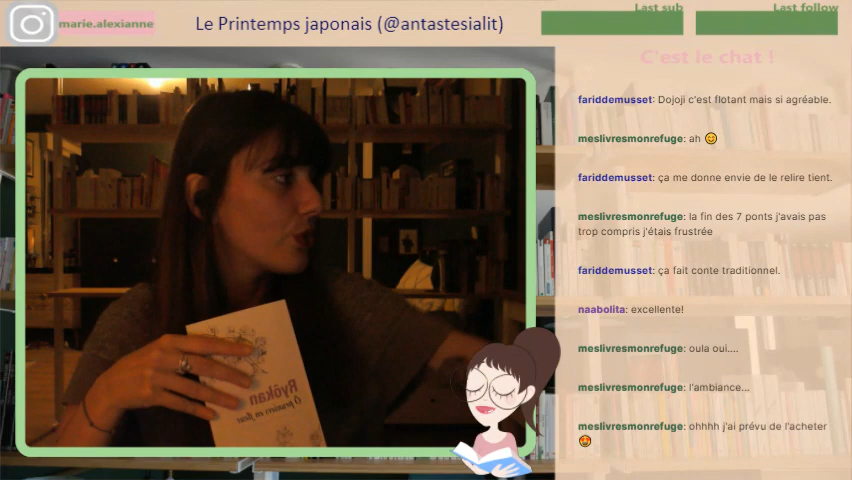 marie.alexianne
Le Printemps japonais (@antastesialit)
Last sub
Last follow
C'est le chat !
fariddemusset: Dojoji c'est flotant mais si agréable.
meslivresmonrefuge: ah 😊
fariddemusset: ça me donne envie de le relire tient.
meslivresmonrefuge: la fin des 7 ponts j'avais pas
trop compris j'étais frustrée
fariddemusset: ça fait conte traditionnel.
naabolita: excellente!
meslivresmonrefuge: oula oui....
meslivresmonrefuge: l'ambiance...
meslivresmonrefuge: ohhhh j'ai prévu de l'acheter
🤩
Ryōkan
Ô pruniers en fleur